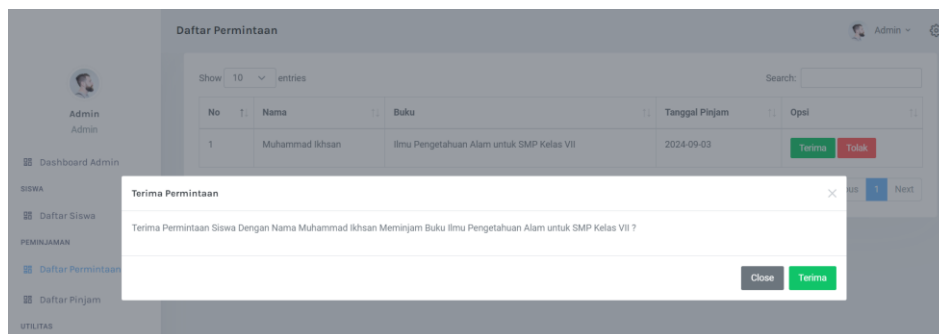 Daftar Permintaan
Admin
Admin
Admin
Dashboard Admin
SISWA
Daftar Siswa
PEMINJAMAN
Daftar Permintaan
Daftar Pinjam
UTILITAS
Show 10 entries
Search:
No Nama Buku Tanggal Pinjam Opsi
1 Muhammad Ikhsan Ilmu Pengetahuan Alam untuk SMP Kelas VII 2024-09-03 Terima Tolak
1 Next
Terima Permintaan
Terima Permintaan Siswa Dengan Nama Muhammad Ikhsan Meminjam Buku Ilmu Pengetahuan Alam untuk SMP Kelas VII ?
Close Terima